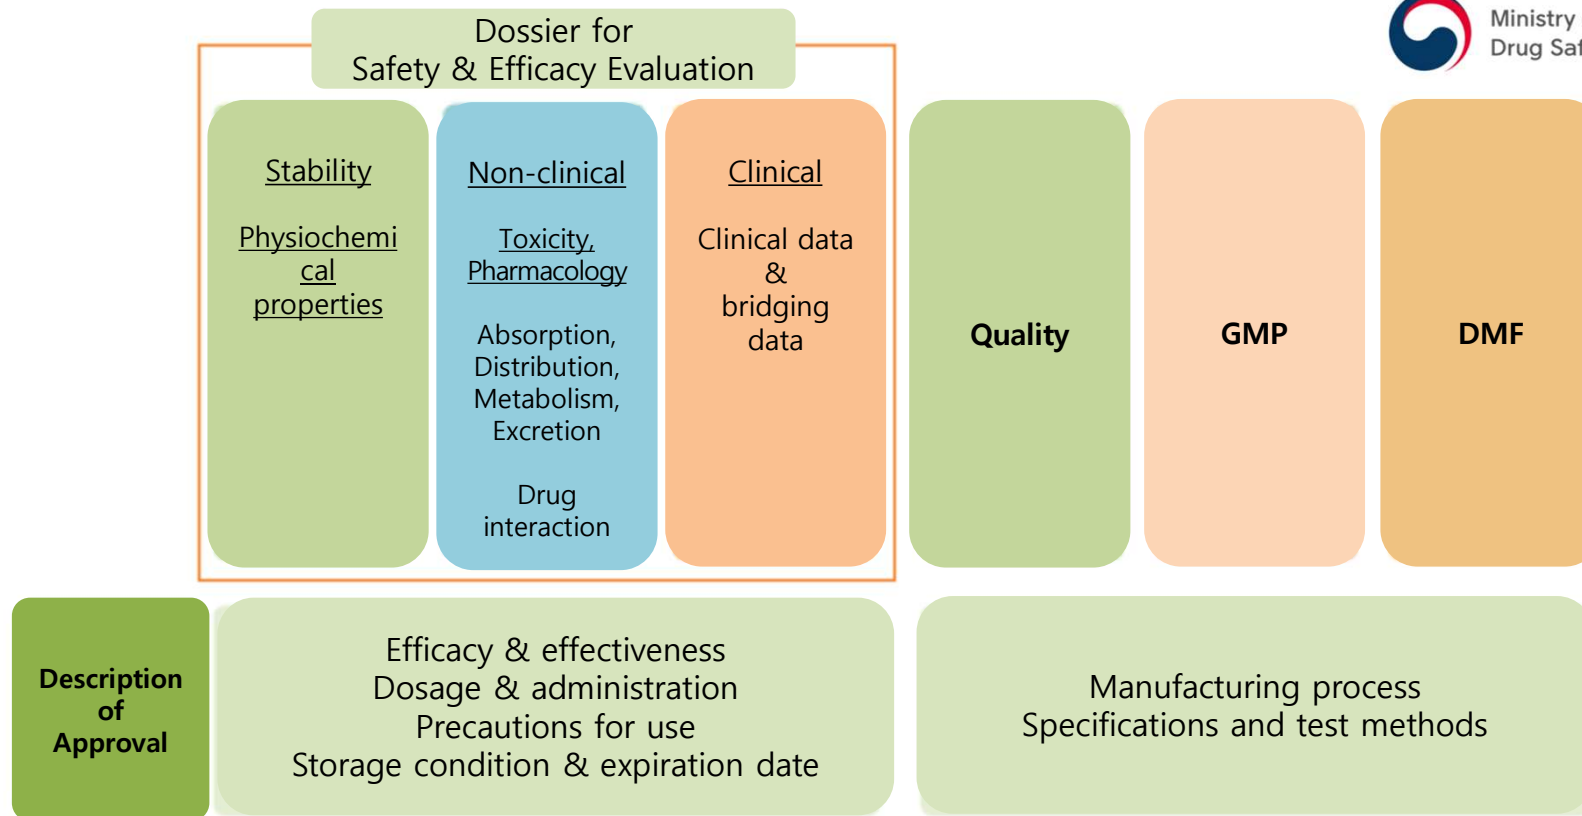 Dossier for
Safety & Efficacy Evaluation
Ministry
Drug Saf
Stability
Physiochemi
cal
properties
Non-clinical
Toxicity,
Pharmacology
Absorption,
Distribution,
Metabolism,
Excretion
Drug
interaction
Clinical
Clinical data
&
bridging
data
Quality
GMP
DMF
Description
of
Approval
Efficacy & effectiveness
Dosage & administration
Precautions for use
Storage condition & expiration date
Manufacturing process
Specifications and test methods